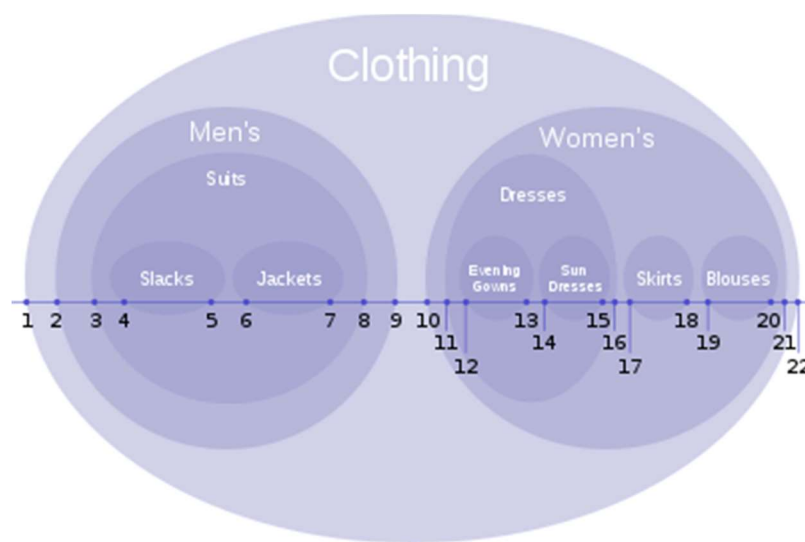 Clothing
Men's
Women's
Suits
Dresses
Slacks
Jackets
Evening
Gowns
Sun
Dresses
Skirts
Blouses
1 2 3 4 5 6 7 8 9 10 13 15 18 20
11 14 16 19 21
12 17 22